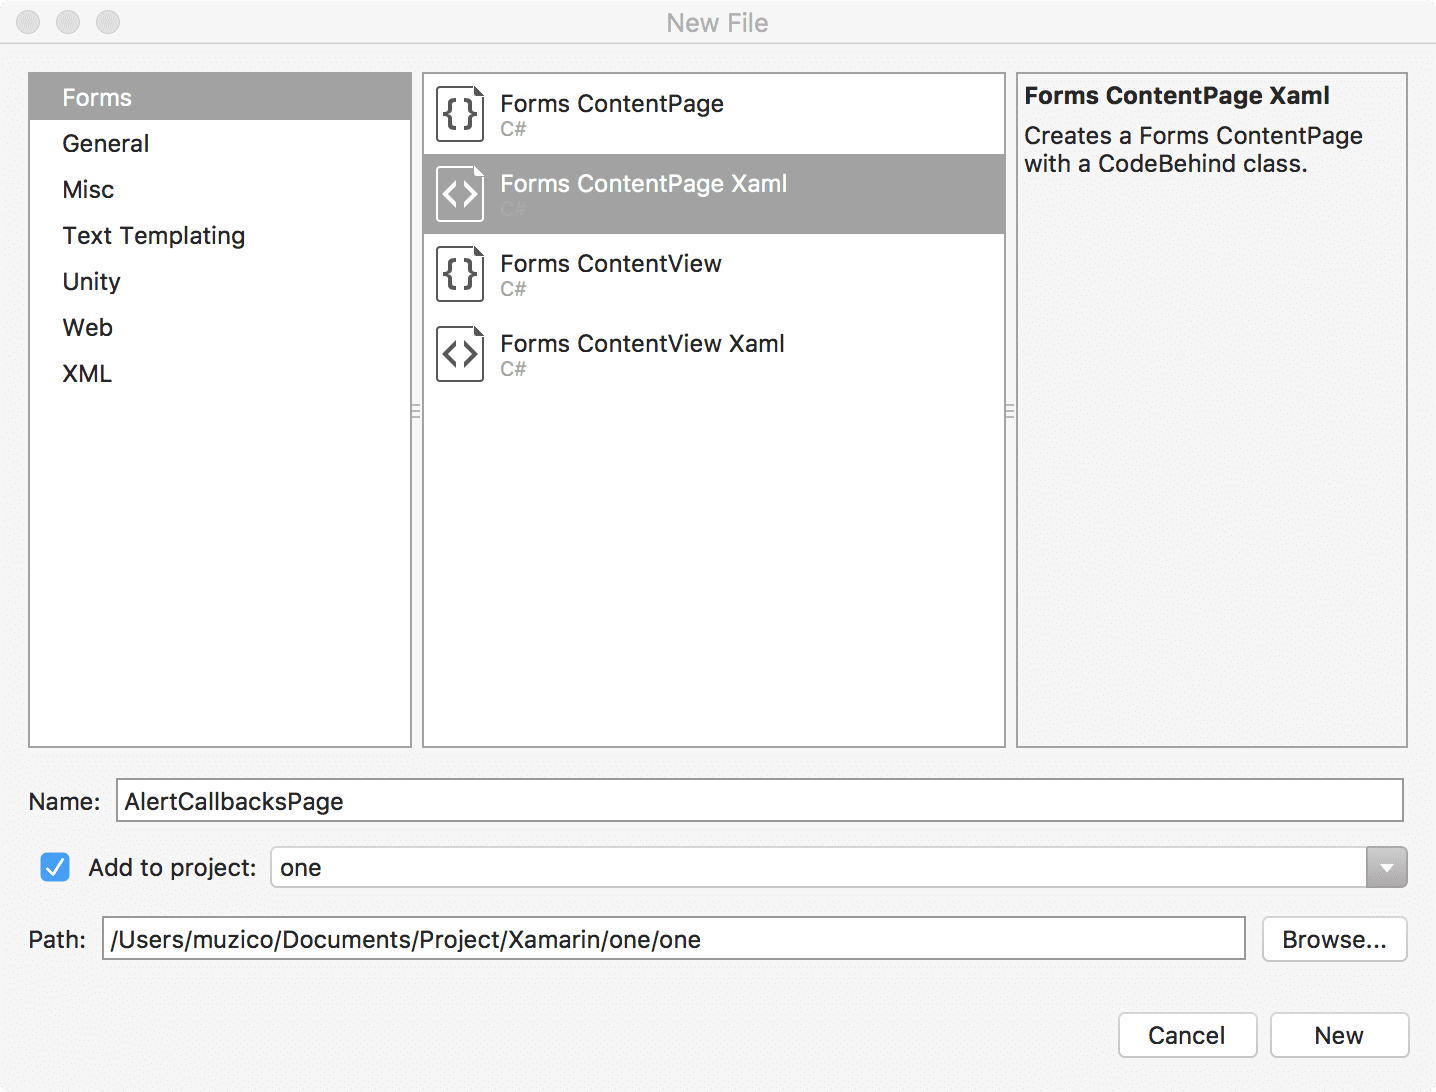 New File
Forms
General
Misc
Text Templating
Unity
Web
XML
Forms ContentPage
C#
Forms ContentPage Xaml
C#
Forms ContentView
C#
Forms ContentView Xaml
C#
Forms ContentPage Xaml
Creates a Forms ContentPage
with a CodeBehind class.
Name: AlertCallbacksPage
Add to project: one
Path: /Users/muzico/Documents/Project/Xamarin/one/one
Browse...
Cancel
New